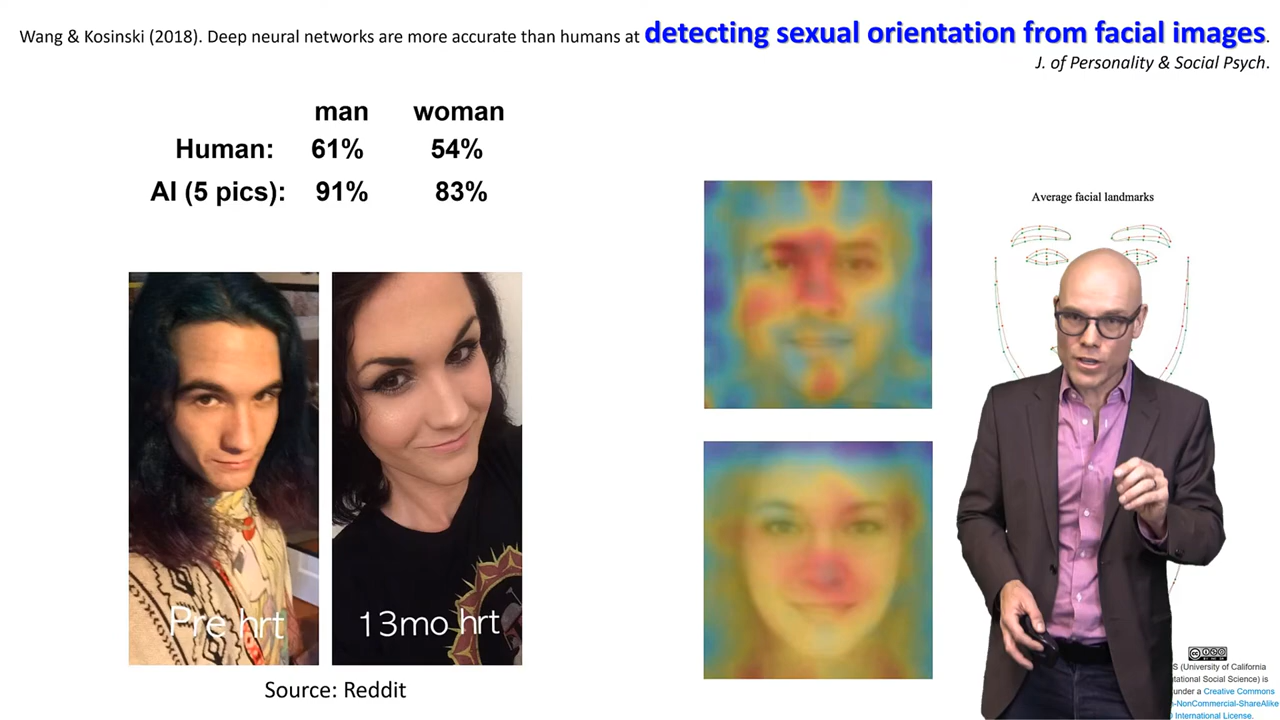 Wang & Kosinski (2018). Deep neural networks are more accurate than humans at detecting sexual orientation from facial images.
J. of Personality & Social Psych.
man woman
Human: 61% 54%
AI (5 pics): 91% 83%
Average facial landmarks
Pre hrt
13mo hrt
Source: Reddit
(University of California
Social Science) is
under a Creative Commons
-NonCommercial-ShareAlike
International License.